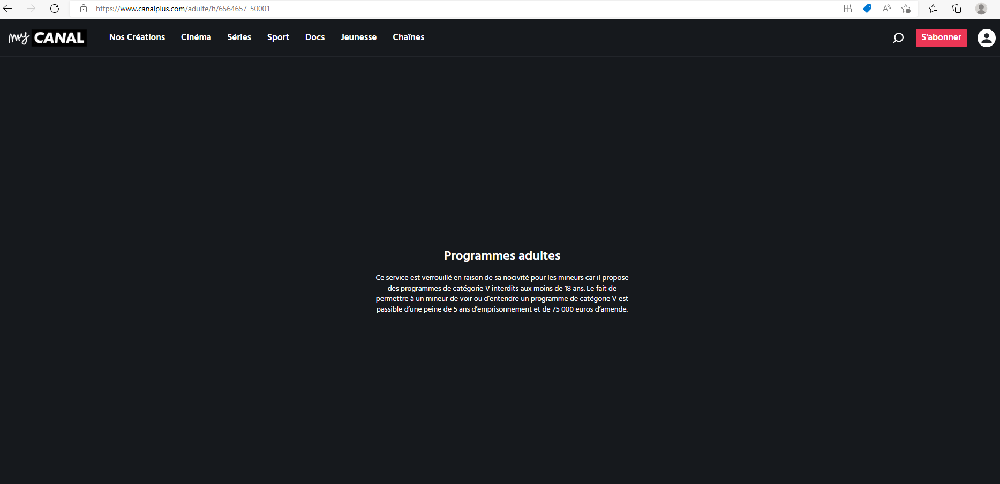 https://www.canalplus.com/adulte/h/6564657_50001
my CANAL
Nos Créations
Cinéma
Séries
Sport
Docs
Jeunesse
Chaînes
S'abonner
Programmes adultes
Ce service est verrouillé en raison de sa nocivité pour les mineurs car il propose
des programmes de catégorie V interdits aux moins de 18 ans. Le fait de
permettre à un mineur de voir ou d’entendre un programme de catégorie V est
passible d’une peine de 5 ans d’emprisonnement et de 75 000 euros d’amende.